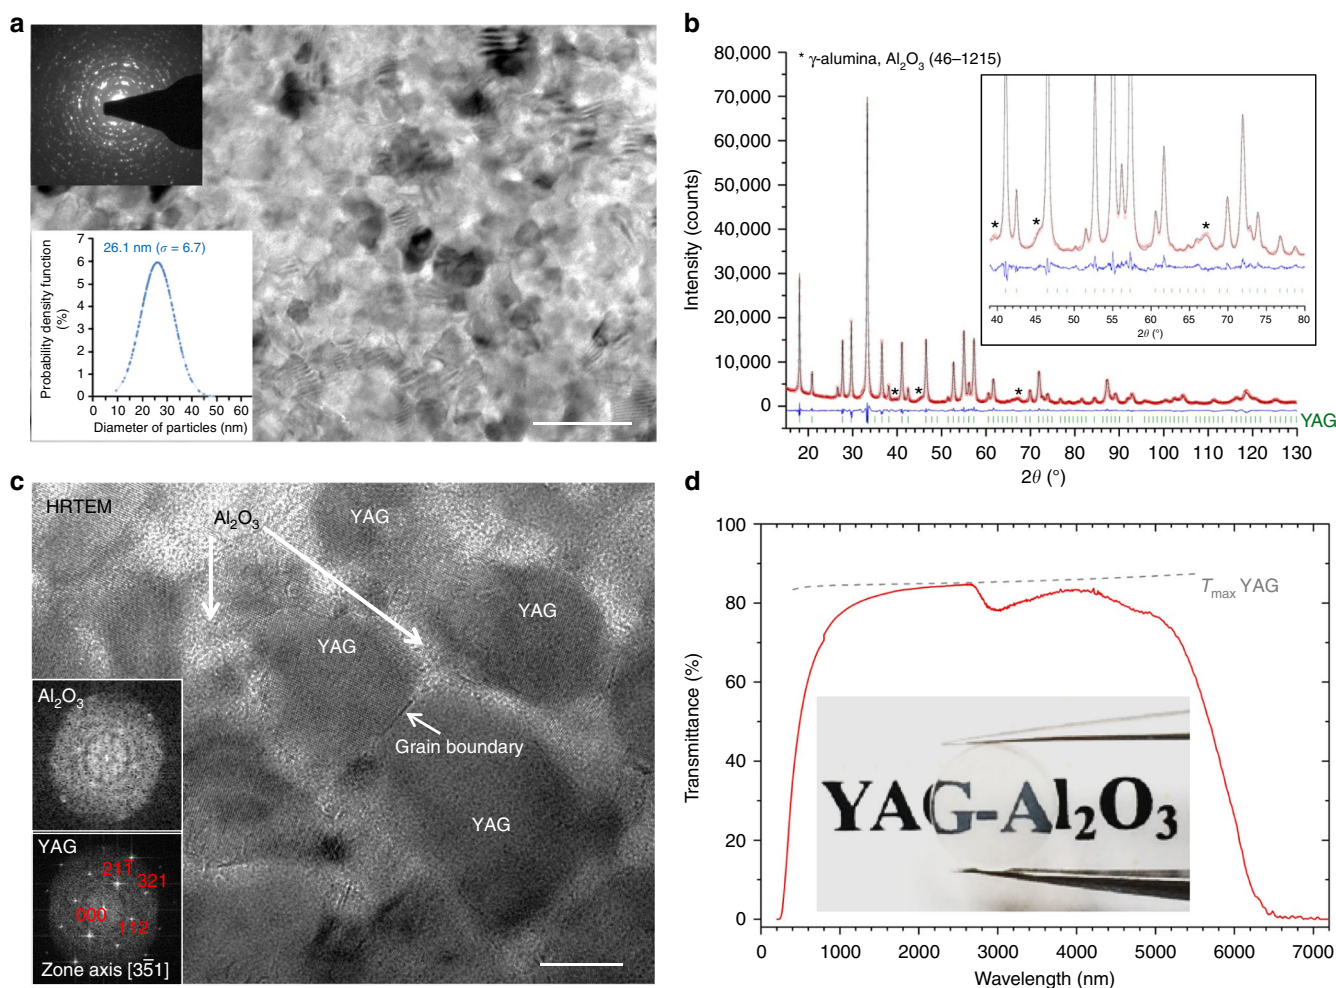 a
26.1 nm (σ = 6.7)
Probability density function
(%)
7
6
5
4
3
2
1
0
0 10 20 30 40 50 60
Diameter of particles (nm)
b
* γ-alumina, Al₂O₃ (46–1215)
Intensity (counts)
80,000
70,000
60,000
50,000
40,000
30,000
20,000
10,000
0
* * *
* * *
40 45 50 55 60 65 70 75 80
2θ (°)
YAG
20 30 40 50 60 70 80 90 100 110 120 130
2θ (°)
c
HRTEM
Al₂O₃
YAG
YAG
YAG
Grain boundary
YAG
Al₂O₃
YAG
21̅1̅
321
000
112
Zone axis [35̅1]
d
Transmittance (%)
100
80
60
40
20
0
Tmax YAG
YAG-Al₂O₃
0 1000 2000 3000 4000 5000 6000 7000
Wavelength (nm)